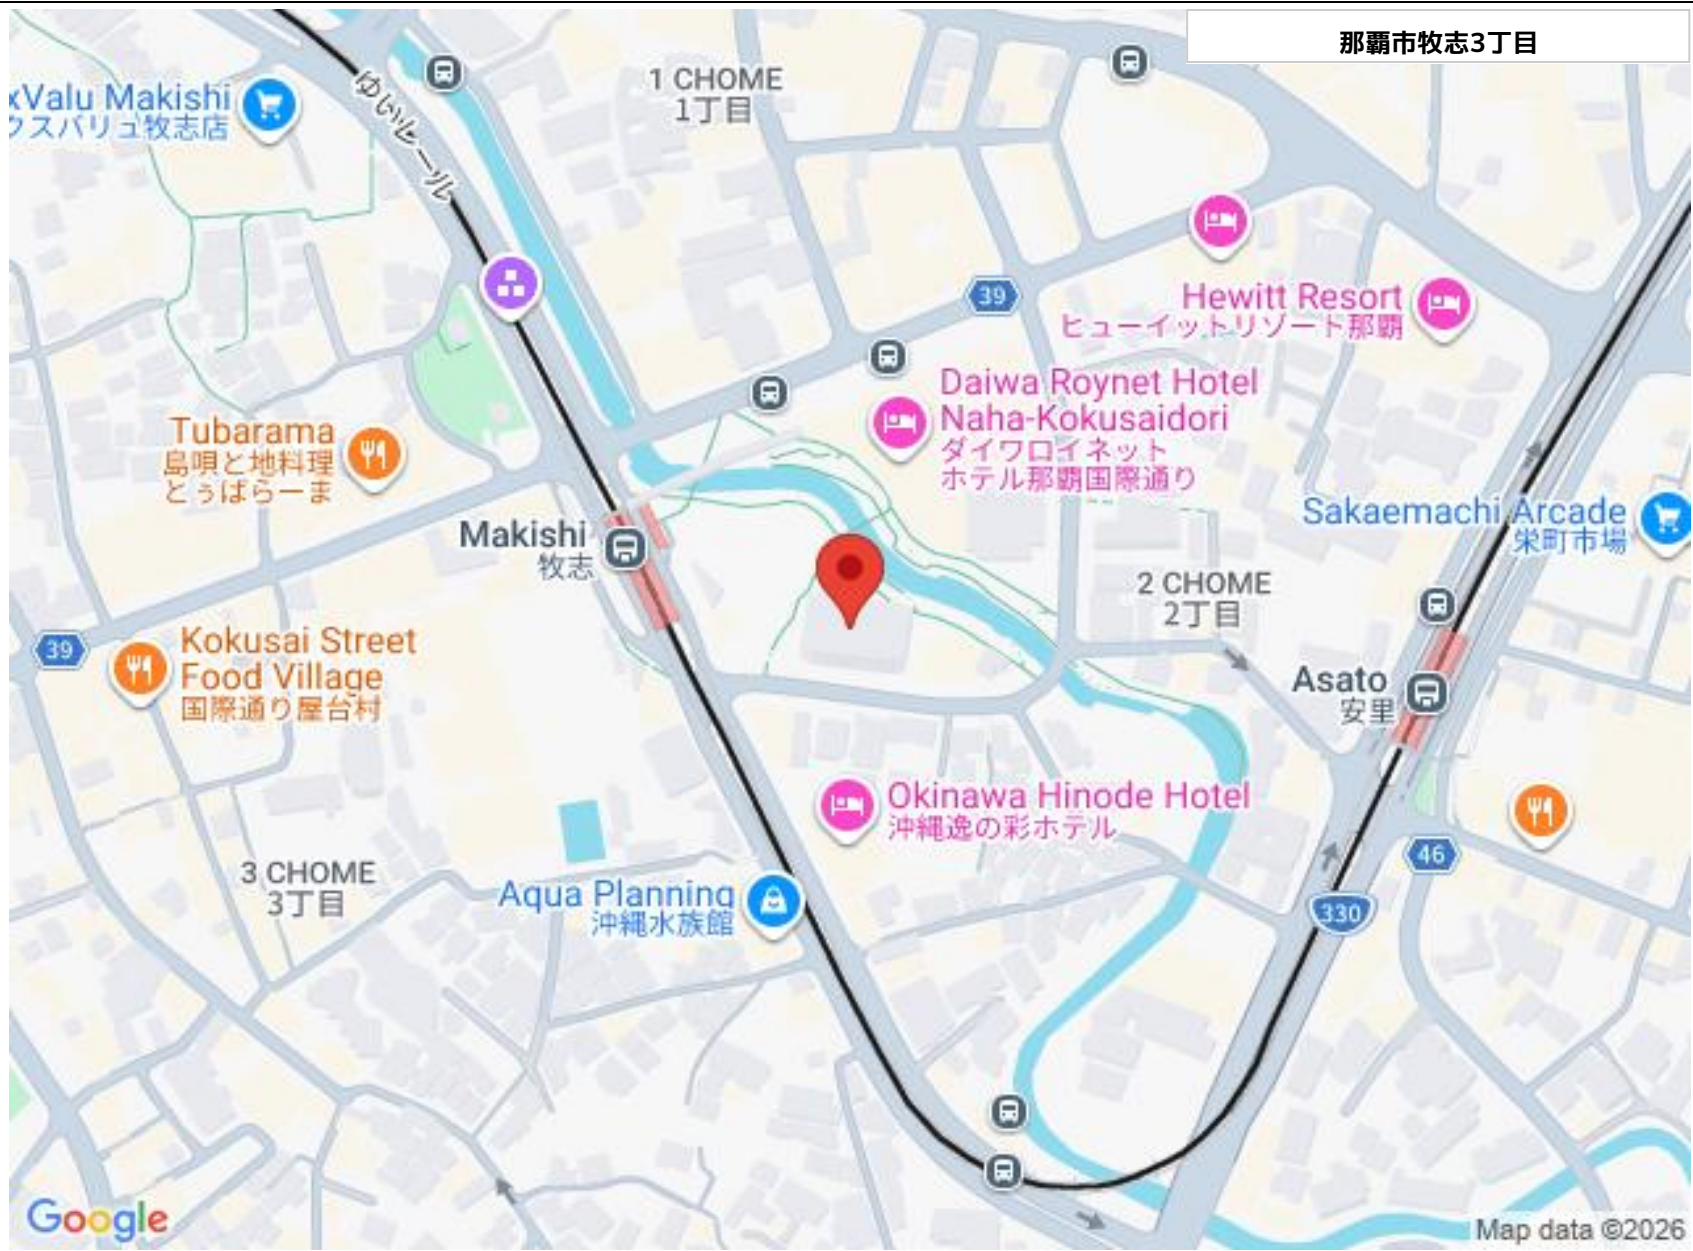 那覇市牧志3丁目
1 CHOME
1丁目
xValu Makishi
クスバリュ牧志店
ゆいレール
39
Hewitt Resort
ヒューイットリゾート那覇
Daiwa Roynet Hotel
Naha-Kokusaidori
ダイワロイネット
ホテル那覇国際通り
Tubarama
島唄と地料理
とぅばらーま
Sakaemachi Arcade
栄町市場
Makishi
牧志
2 CHOME
2丁目
39
Kokusai Street
Food Village
国際通り屋台村
Asato
安里
Okinawa Hinode Hotel
沖縄逸の彩ホテル
46
3 CHOME
3丁目
Aqua Planning
沖縄水族館
330
Google
Map data ©2026